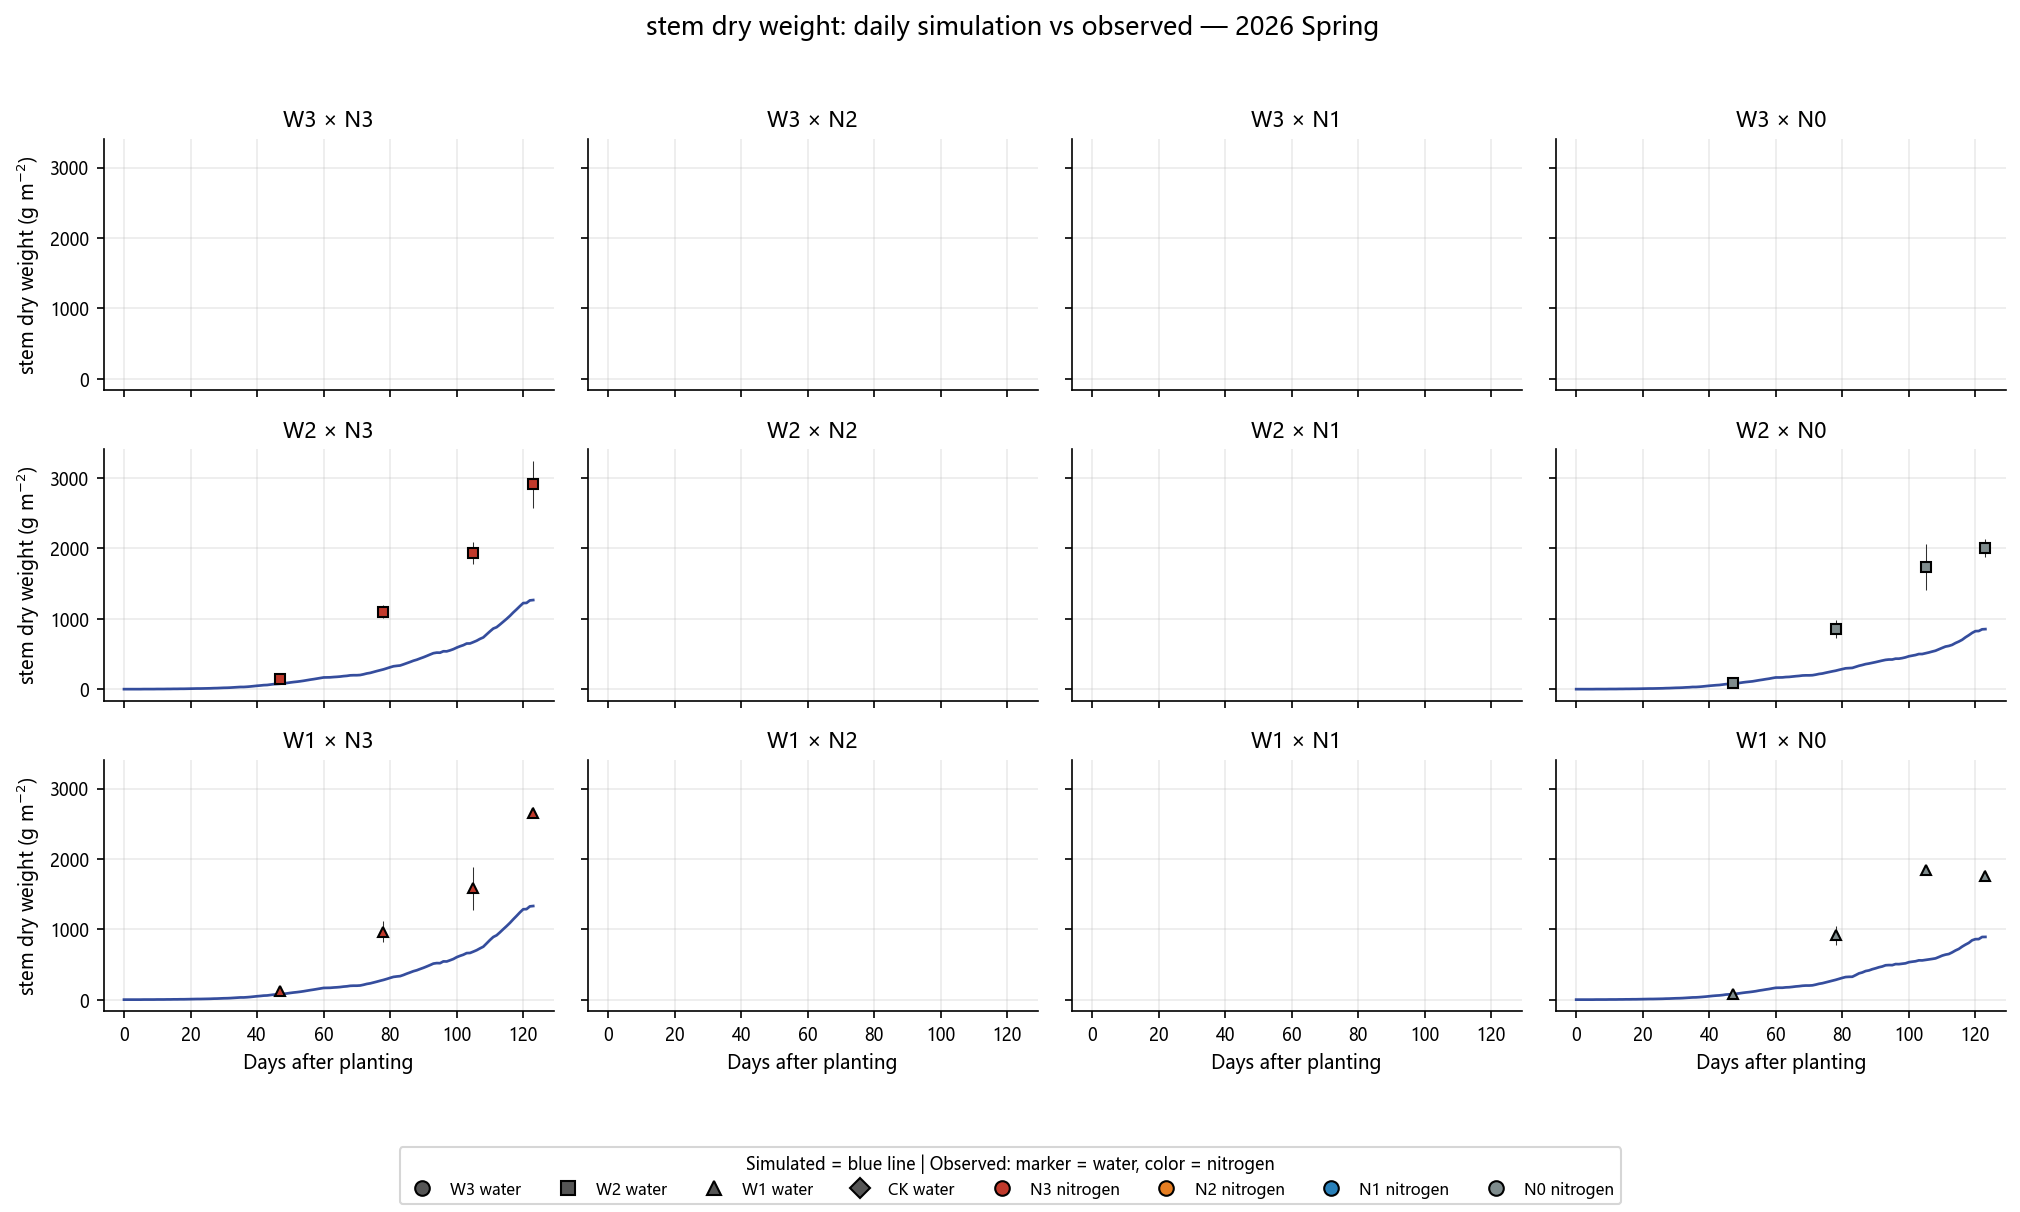 stem dry weight: daily simulation vs observed — 2026 Spring
W3 × N3
W3 × N2
W3 × N1
W3 × N0
stem dry weight (g m⁻²)
3000
2000
1000
0
W2 × N3
W2 × N2
W2 × N1
W2 × N0
stem dry weight (g m⁻²)
3000
2000
1000
0
W1 × N3
W1 × N2
W1 × N1
W1 × N0
stem dry weight (g m⁻²)
3000
2000
1000
0
0 20 40 60 80 100 120
0 20 40 60 80 100 120
0 20 40 60 80 100 120
0 20 40 60 80 100 120
Days after planting
Days after planting
Days after planting
Days after planting
Simulated = blue line | Observed: marker = water, color = nitrogen
W3 water W2 water W1 water CK water N3 nitrogen N2 nitrogen N1 nitrogen N0 nitrogen